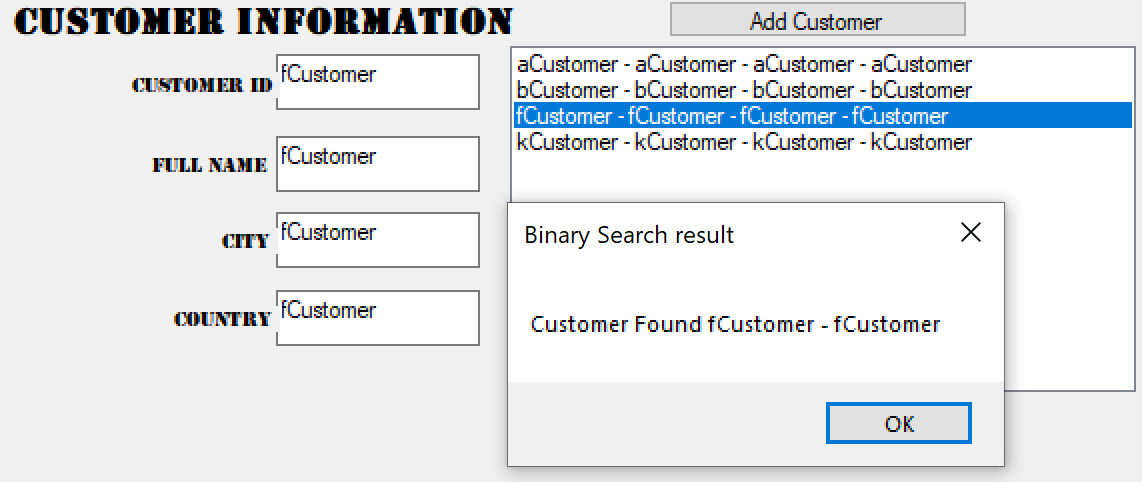 CUSTOMER INFORMATION
Add Customer
CUSTOMER ID
fCustomer
FULL NAME
fCustomer
CITY
fCustomer
COUNTRY
fCustomer
aCustomer - aCustomer - aCustomer - aCustomer
bCustomer - bCustomer - bCustomer - bCustomer
fCustomer - fCustomer - fCustomer - fCustomer
kCustomer - kCustomer - kCustomer - kCustomer
Binary Search result
Customer Found fCustomer - fCustomer
OK